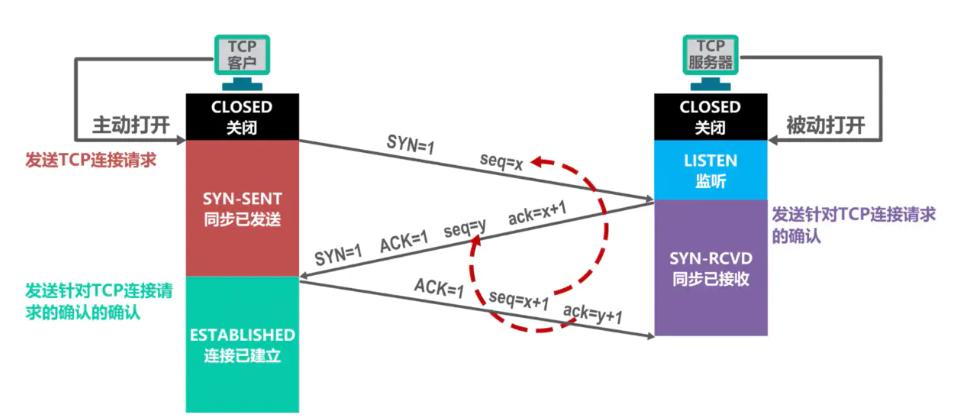 TCP
客户
TCP
服务器
CLOSED
关闭
CLOSED
关闭
主动打开
被动打开
发送TCP连接请求
SYN=1
seq=x
LISTEN
监听
SYN-SENT
同步已发送
SYN=1
ACK=1
seq=y
ack=x+1
发送针对TCP连接请求
的确认
SYN-RCVD
同步已接收
发送针对TCP连接请
求的确认的确认
ACK=1
seq=x+1
ack=y+1
ESTABLISHED
连接已建立